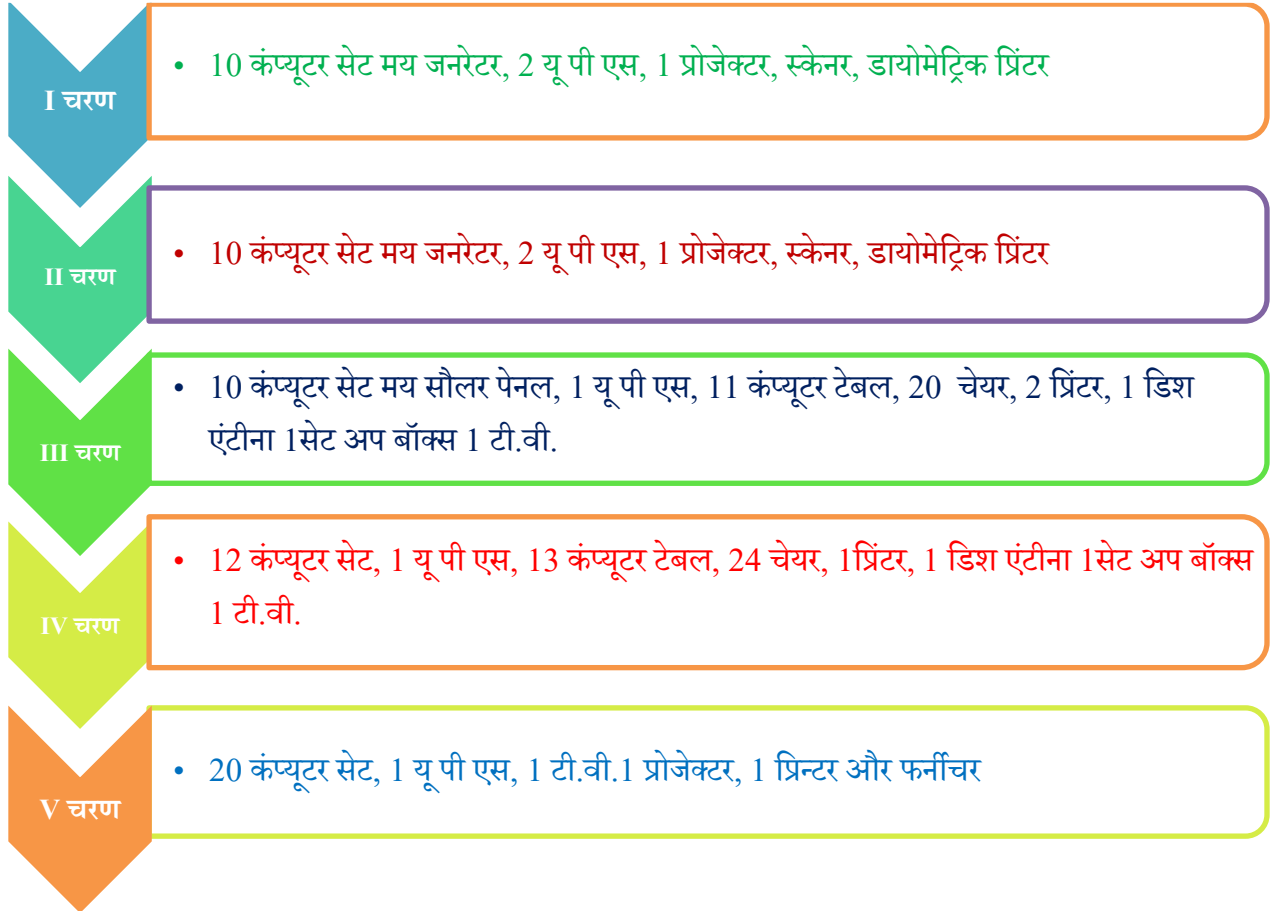 I चरण
• 10 कंप्यूटर सेट मय जनरेटर, 2 यू पी एस, 1 प्रोजेक्टर, स्केनर, डायोमेट्रिक प्रिंटर
II चरण
• 10 कंप्यूटर सेट मय जनरेटर, 2 यू पी एस, 1 प्रोजेक्टर, स्केनर, डायोमेट्रिक प्रिंटर
III चरण
• 10 कंप्यूटर सेट मय सौलर पेनल, 1 यू पी एस, 11 कंप्यूटर टेबल, 20 चेयर, 2 प्रिंटर, 1 डिश
एंटीना 1सेट अप बॉक्स 1 टी.वी.
IV चरण
• 12 कंप्यूटर सेट, 1 यू पी एस, 13 कंप्यूटर टेबल, 24 चेयर, 1प्रिंटर, 1 डिश एंटीना 1सेट अप बॉक्स
1 टी.वी.
V चरण
• 20 कंप्यूटर सेट, 1 यू पी एस, 1 टी.वी.1 प्रोजेक्टर, 1 प्रिन्टर और फर्नीचर